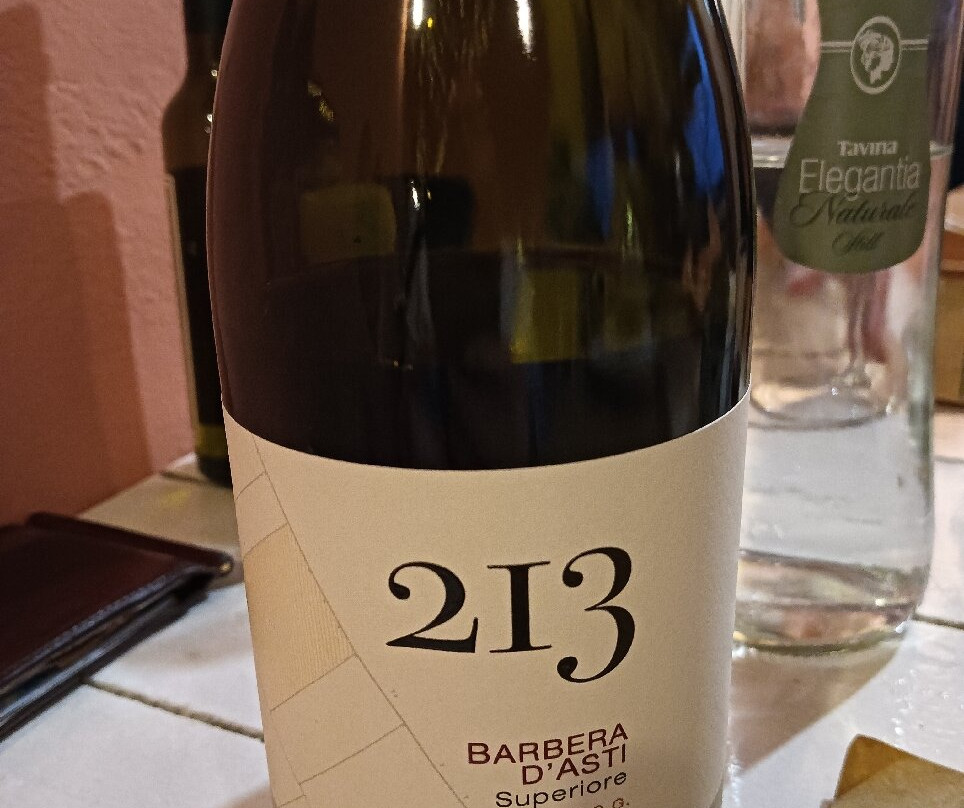 Tavina
Elegantia
Naturale
Still
213
BARBERA
D'ASTI
Superiore